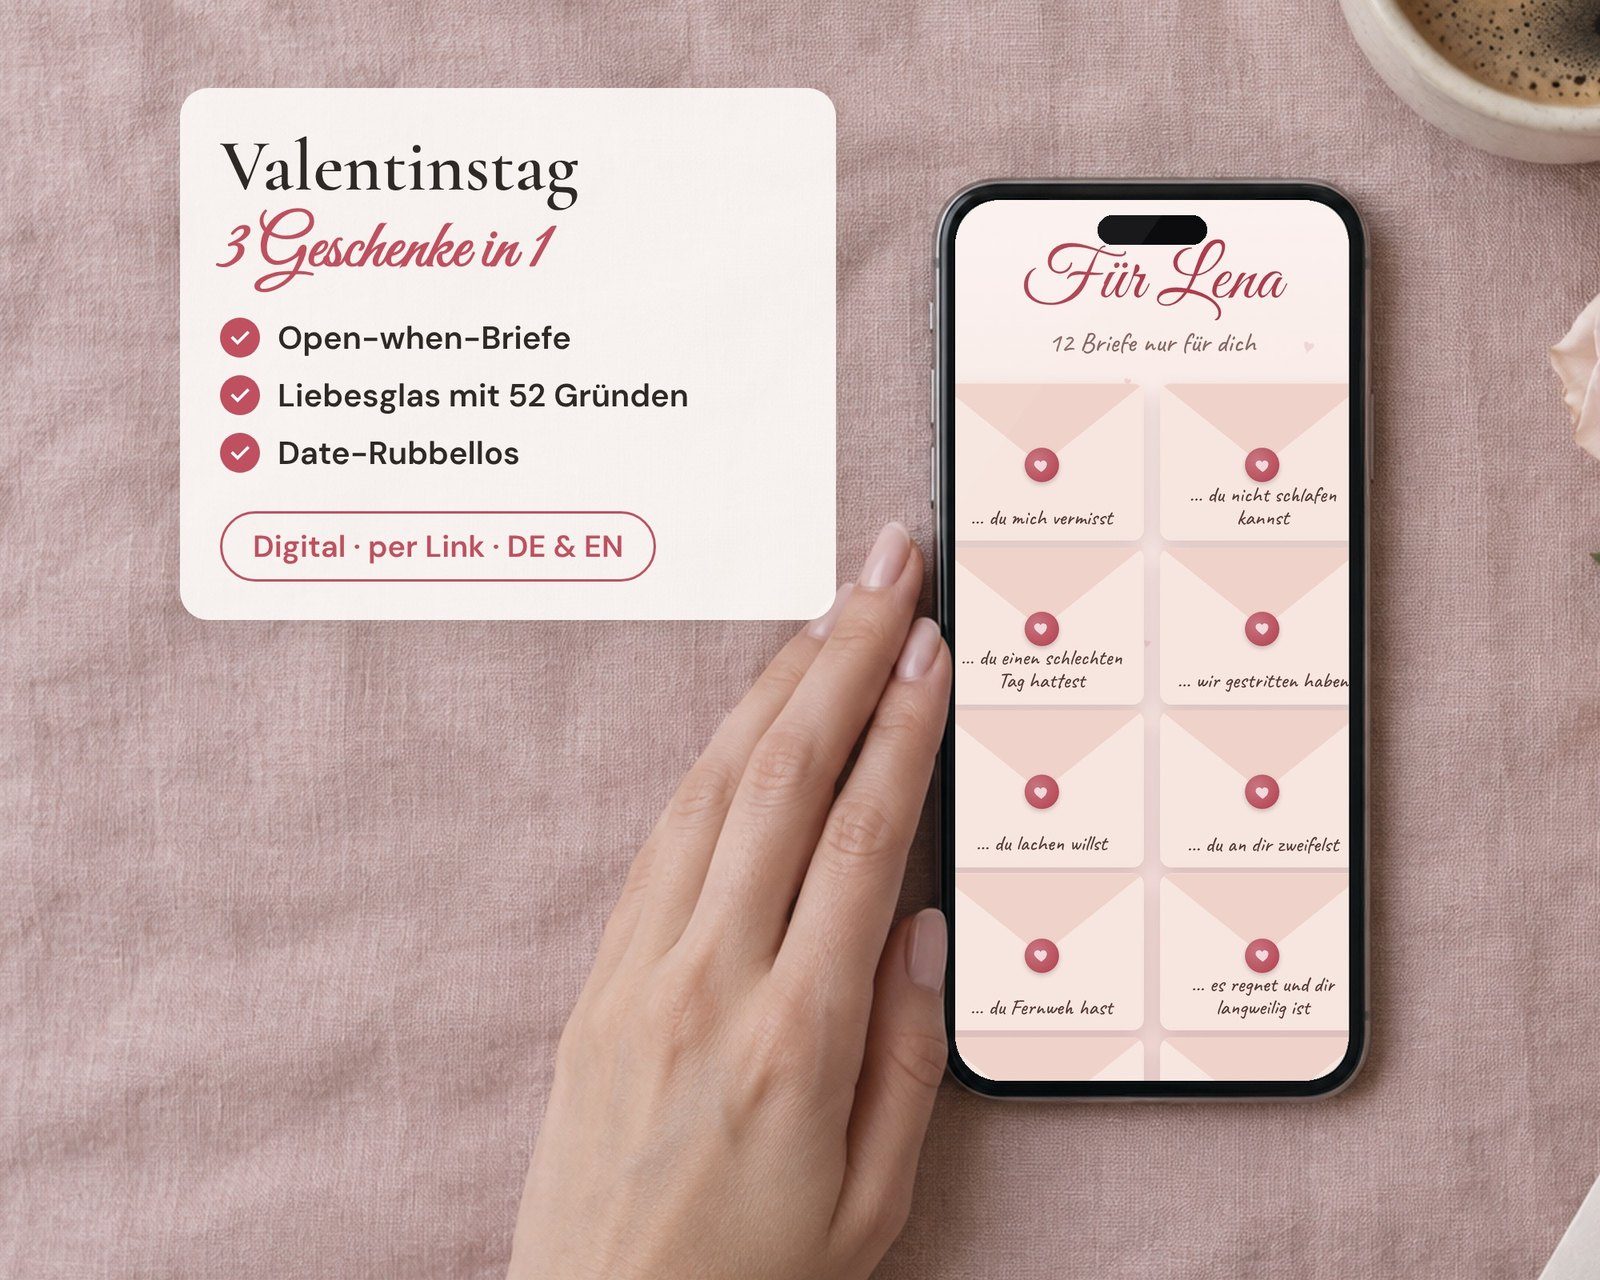 Valentinstag
3 Geschenke in 1
Open-when-Briefe
Liebesglas mit 52 Gründen
Date-Rubbellos
Digital · per Link · DE & EN
Für Lena
12 Briefe nur für dich
... du mich vermisst
... du nicht schlafen
kannst
... du einen schlechten
Tag hattest
... wir gestritten haben
... du lachen willst
... du an dir zweifelst
... du Fernweh hast
... es regnet und dir
langweilig ist